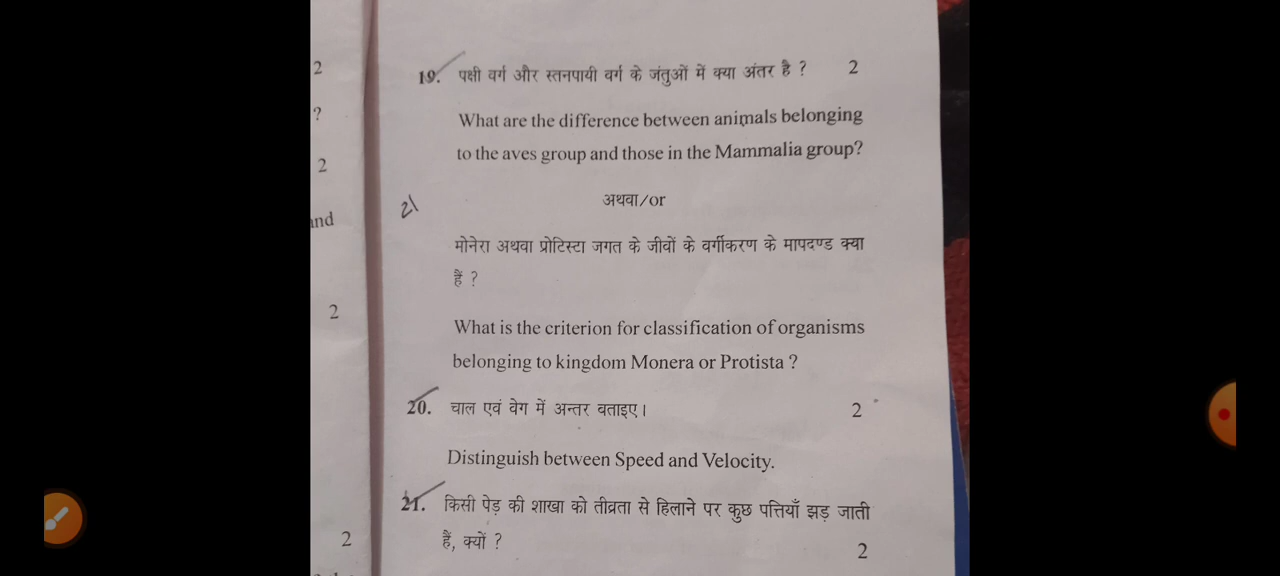 2
?
2
and
2
2
19. पक्षी वर्ग और स्तनपायी वर्ग के जंतुओं में क्या अंतर है ? 2
What are the difference between animals belonging
to the aves group and those in the Mammalia group?
21
अथवा/or
मोनेरा अथवा प्रोटिस्टा जगत के जीवों के वर्गीकरण के मापदण्ड क्या
हैं ?
What is the criterion for classification of organisms
belonging to kingdom Monera or Protista ?
20. चाल एवं वेग में अन्तर बताइए। 2
Distinguish between Speed and Velocity.
21. किसी पेड़ की शाखा को तीव्रता से हिलाने पर कुछ पत्तियाँ झड़ जाती
हैं, क्यों ? 2